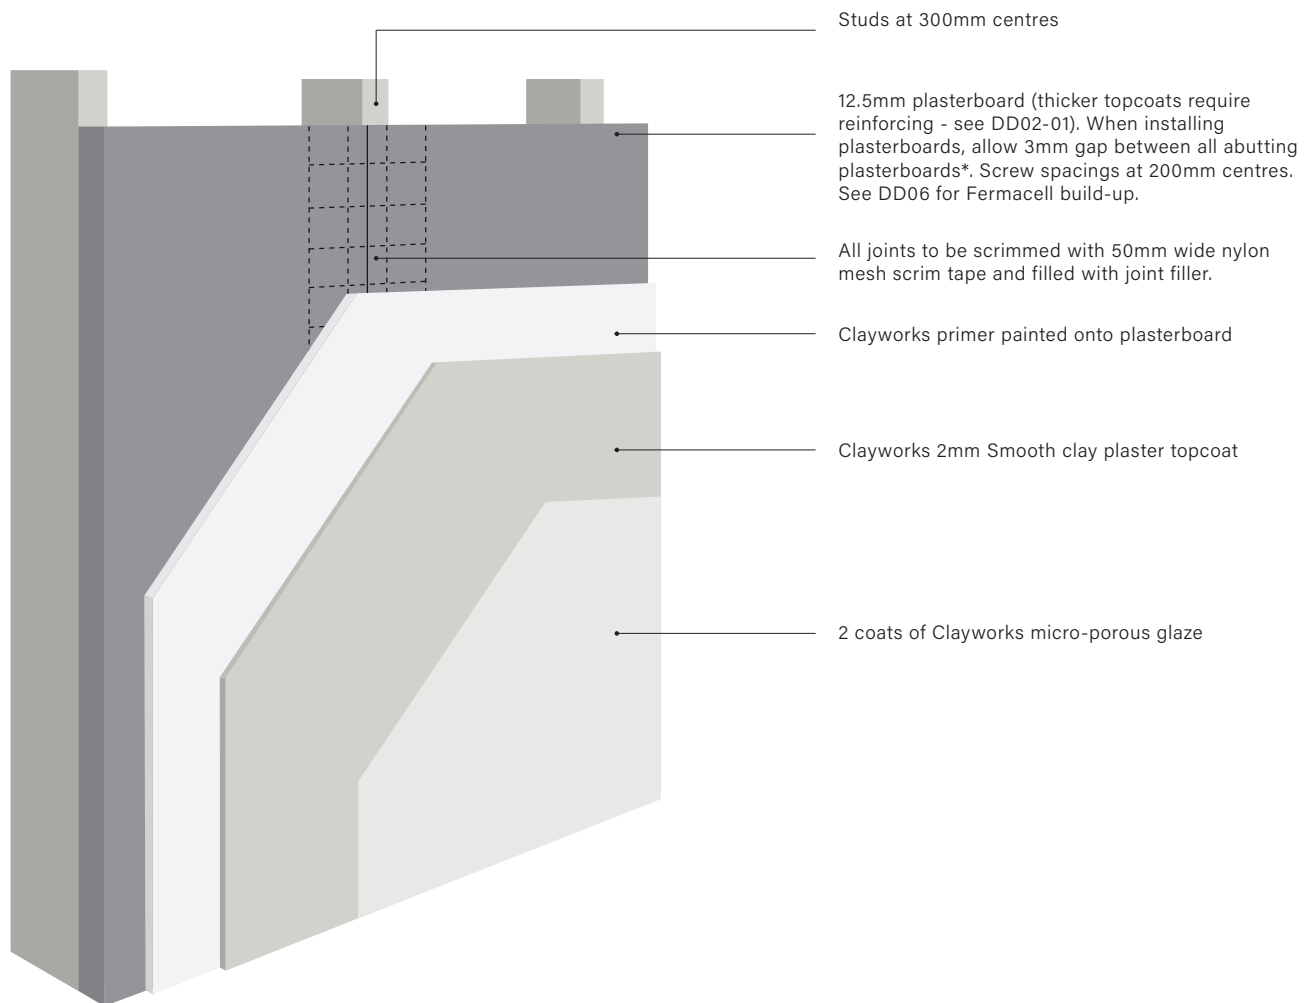 Studs at 300mm centres
12.5mm plasterboard (thicker topcoats require
reinforcing - see DD02-01). When installing
plasterboards, allow 3mm gap between all abutting
plasterboards*. Screw spacings at 200mm centres.
See DD06 for Fermacell build-up.
All joints to be scrimmed with 50mm wide nylon
mesh scrim tape and filled with joint filler.
Clayworks primer painted onto plasterboard
Clayworks 2mm Smooth clay plaster topcoat
2 coats of Clayworks micro-porous glaze